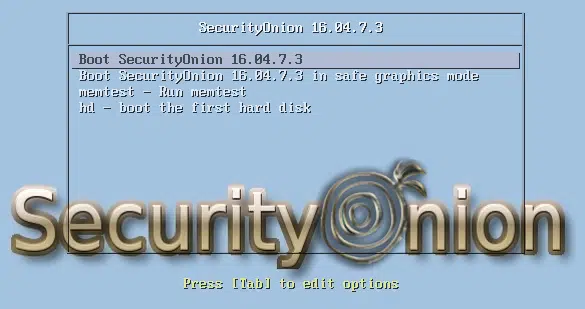 SecurityOnion 16.04.7.3
Boot SecurityOnion 16.04.7.3
Boot SecurityOnion 16.04.7.3 in safe graphics mode
memtest - Run memtest
hd - boot the first hard disk
SecurityOnion
Press [Tab] to edit options